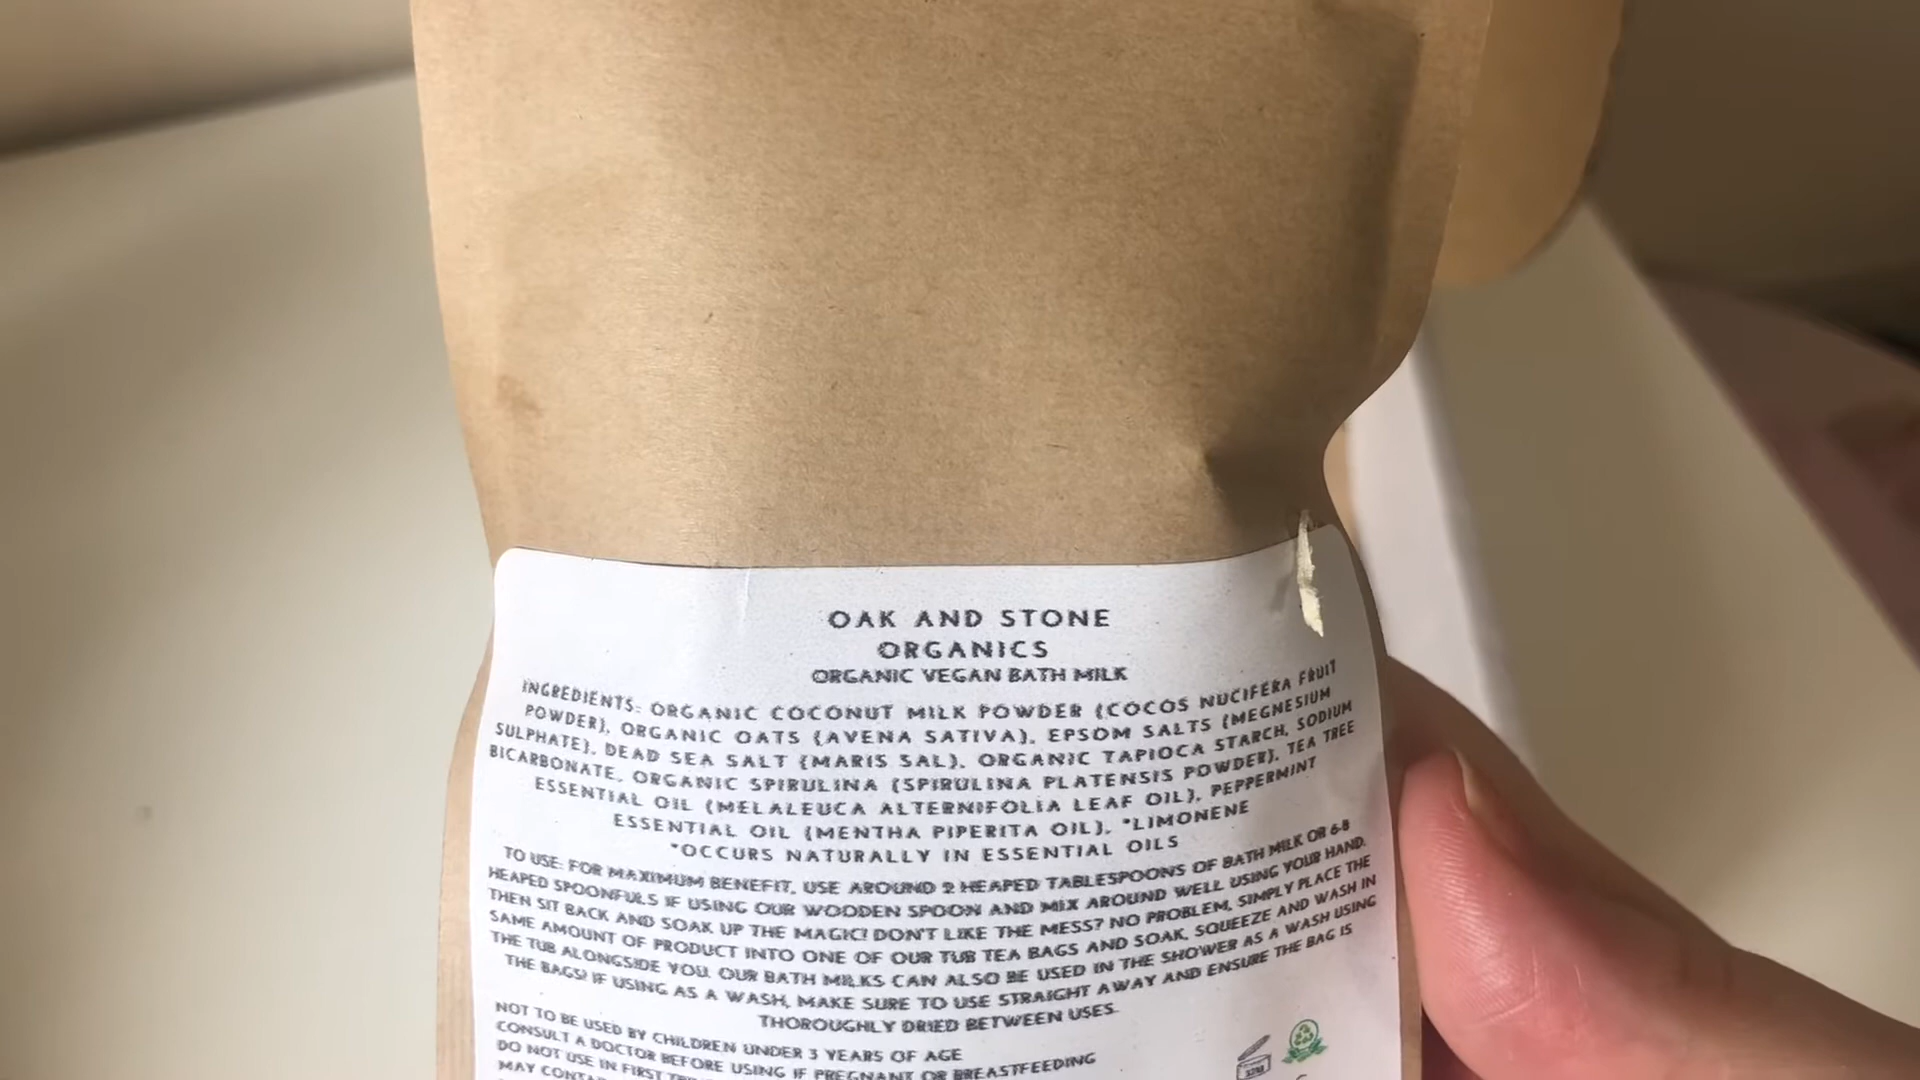 OAK AND STONE
ORGANICS
ORGANIC VEGAN BATH MILK
INGREDIENTS: ORGANIC COCONUT MILK POWDER (COCOS NUCIFERA FRUIT
POWDER), ORGANIC OATS (AVENA SATIVA), EPSOM SALTS (MEGNESIUM
SULPHATE), DEAD SEA SALT (MARIS SAL), ORGANIC TAPIOCA STARCH, SODIUM
BICARBONATE, ORGANIC SPIRULINA (SPIRULINA PLATENSIS POWDER), TEA TREE
ESSENTIAL OIL (MELALEUCA ALTERNIFOLIA LEAF OIL), PEPPERMINT
ESSENTIAL OIL (MENTHA PIPERITA OIL), *LIMONENE
*OCCURS NATURALLY IN ESSENTIAL OILS
TO USE: FOR MAXIMUM BENEFIT, USE AROUND 2 HEAPED TABLESPOONS OF BATH MILK OR 6-8
HEAPED SPOONFULS IF USING OUR WOODEN SPOON AND MIX AROUND WELL USING YOUR HAND.
THEN SIT BACK AND SOAK UP THE MAGIC! DON'T LIKE THE MESS? NO PROBLEM, SIMPLY PLACE THE
SAME AMOUNT OF PRODUCT INTO ONE OF OUR TUB TEA BAGS AND SOAK, SQUEEZE AND WASH IN
THE TUB ALONGSIDE YOU. OUR BATH MILKS CAN ALSO BE USED IN THE SHOWER AS A WASH USING
THE BAGS! IF USING AS A WASH, MAKE SURE TO USE STRAIGHT AWAY AND ENSURE THE BAG IS
THOROUGHLY DRIED BETWEEN USES.
NOT TO BE USED BY CHILDREN UNDER 3 YEARS OF AGE
CONSULT A DOCTOR BEFORE USING IF PREGNANT OR BREASTFEEDING
DO NOT USE IN FIRST
MAY